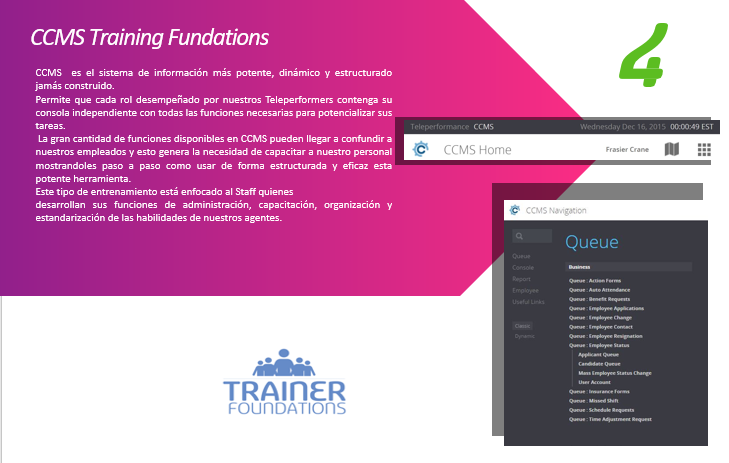 CCMS Training Fundations
4
CCMS es el sistema de información más potente, dinámico y estructurado
jamás construido.
Permite que cada rol desempeñado por nuestros Teleperformers contenga su
consola independiente con todas las funciones necesarias para potencializar sus
tareas.
La gran cantidad de funciones disponibles en CCMS pueden llegar a confundir a
nuestros empleados y esto genera la necesidad de capacitar a nuestro personal
mostrandoles paso a paso como usar de forma estructurada y eficaz esta
potente herramienta.
Este tipo de entrenamiento está enfocado al Staff quienes
desarrollan sus funciones de administración, capacitación, organización y
estandarización de las habilidades de nuestros agentes.
Teleperformance CCMS Wednesday Dec 16, 2015 00:00:49 EST
CCMS Home Frasier Crane
CCMS Navigation
Queue
Console
Report
Employee
Useful Links
Classic
Dynamic
Queue
Business
Queue : Action Forms
Queue : Auto Attendance
Queue : Benefit Requests
Queue : Employee Applications
Queue : Employee Change
Queue : Employee Contact
Queue : Employee Resignation
Queue : Employee Status
Applicant Queue
Candidate Queue
Mass Employee Status Change
User Account
Queue : Insurance Forms
Queue : Missed Shift
Queue : Schedule Requests
Queue : Time Adjustment Request
TRAINER
FOUNDATIONS